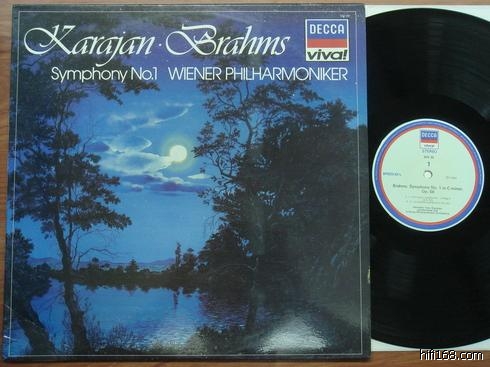 Karajan · Brahms
DECCA
viva!
Symphony No.1 WIENER PHILHARMONIKER
DECCA
viva!
STEREO
1
Brahms: Symphony No. 1 in C minor,
Op. 68
hifi168.com